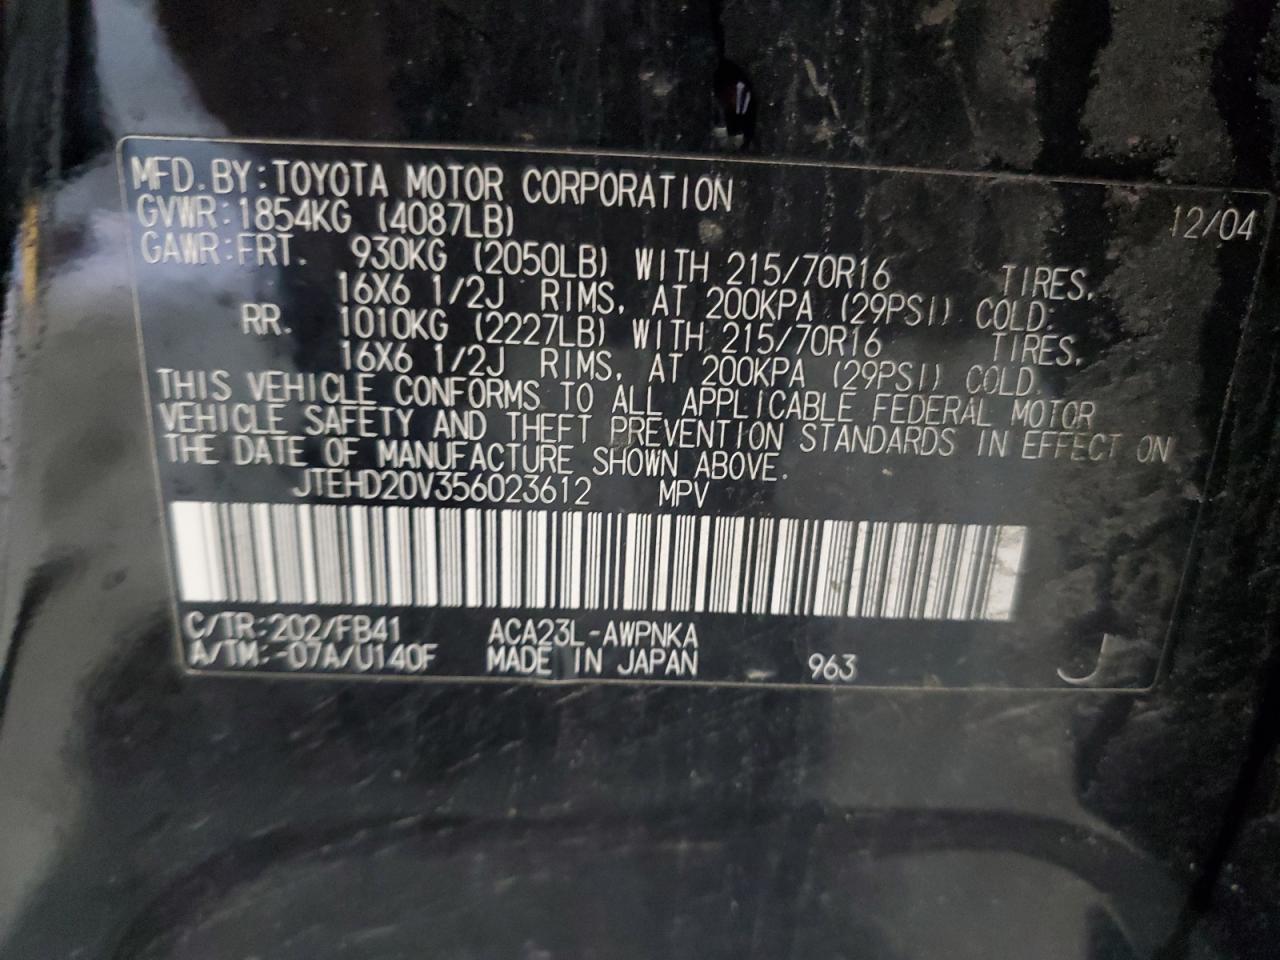 MFD. BY: TOYOTA MOTOR CORPORATION 12/04
GVWR: 1854KG (4087LB)
GAWR: FRT. 930KG (2050LB) WITH 215/70R16 TIRES,
16X6 1/2J RIMS, AT 200KPA (29PSI) COLD:
RR. 1010KG (2227LB) WITH 215/70R16 TIRES,
16X6 1/2J RIMS, AT 200KPA (29PSI) COLD.
THIS VEHICLE CONFORMS TO ALL APPLICABLE FEDERAL MOTOR
VEHICLE SAFETY AND THEFT PREVENTION STANDARDS IN EFFECT ON
THE DATE OF MANUFACTURE SHOWN ABOVE.
JTEHD20V356023612 MPV
C/TR: 202/FB41 ACA23L-AWPNKA
A/TM: -07A/U140F MADE IN JAPAN 963 J